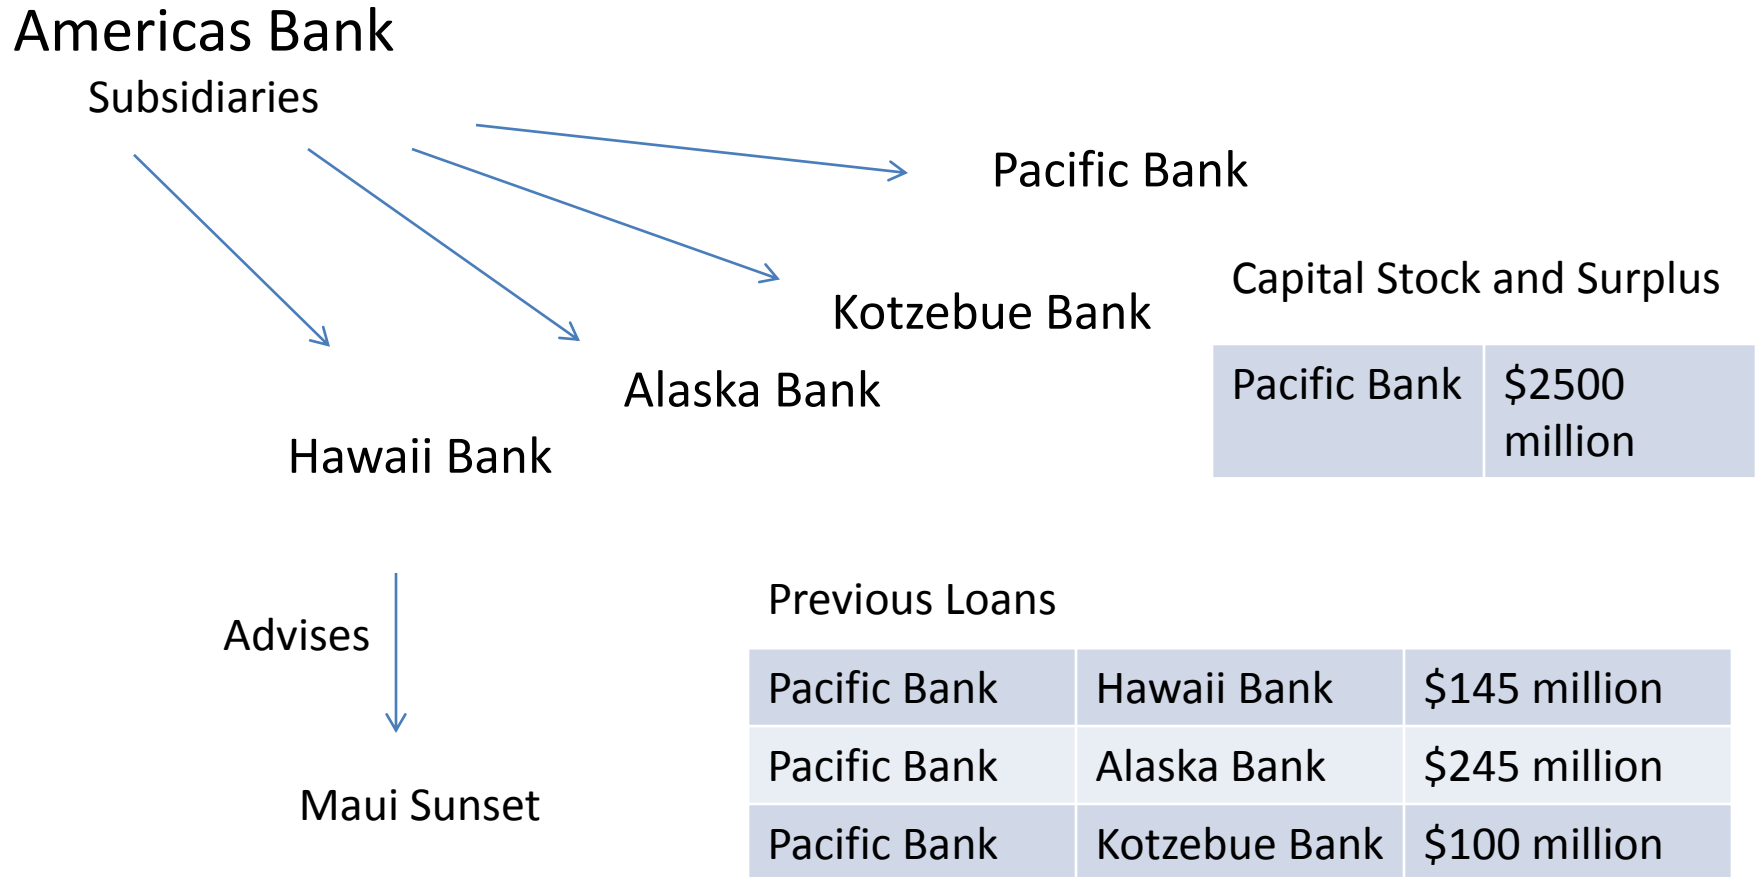 Americas Bank
Subsidiaries
Pacific Bank
Kotzebue Bank
Alaska Bank
Hawaii Bank
Capital Stock and Surplus
Pacific Bank $2500
million
Advises
Maui Sunset
Previous Loans
Pacific Bank Hawaii Bank $145 million
Pacific Bank Alaska Bank $245 million
Pacific Bank Kotzebue Bank $100 million